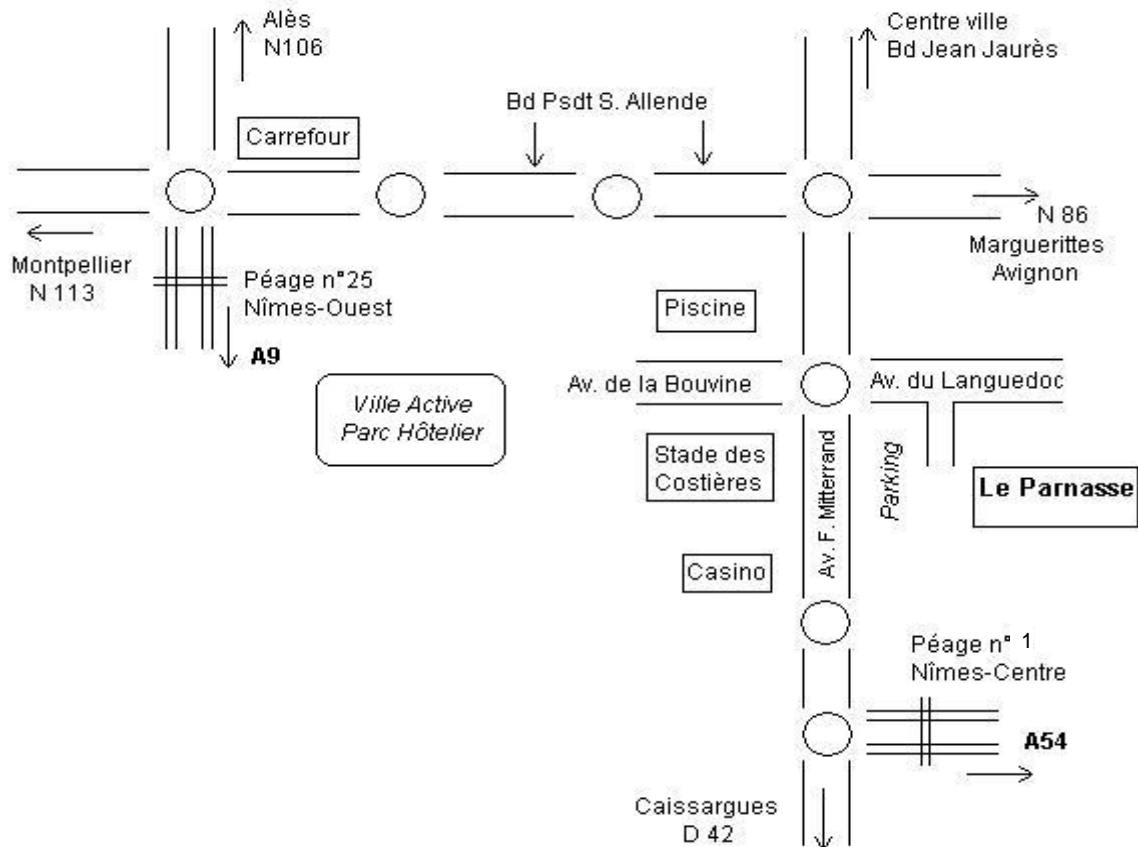 Alès
N106
Centre ville
Bd Jean Jaurès
Bd Psdt S. Allende
Carrefour
N 86
Marguerittes
Avignon
Montpellier
N 113
Péage n°25
Nîmes-Ouest
A9
Piscine
Av. de la Bouvine
Av. du Languedoc
Ville Active
Parc Hôtelier
Stade des
Costières
Av. F. Mitterrand
Parking
Le Parnasse
Casino
Péage n° 1
Nîmes-Centre
A54
Caissargues
D 42